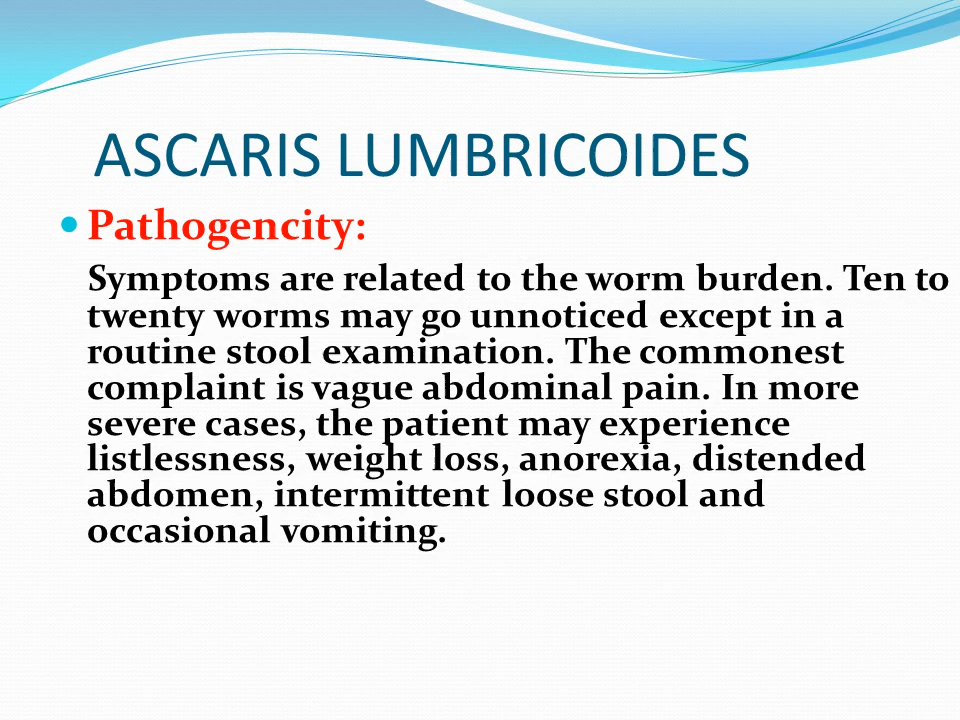 ASCARIS LUMBRICOIDES
Pathogencity:
Symptoms are related to the worm burden. Ten to
twenty worms may go unnoticed except in a
routine stool examination. The commonest
complaint is vague abdominal pain. In more
severe cases, the patient may experience
listlessness, weight loss, anorexia, distended
abdomen, intermittent loose stool and
occasional vomiting.